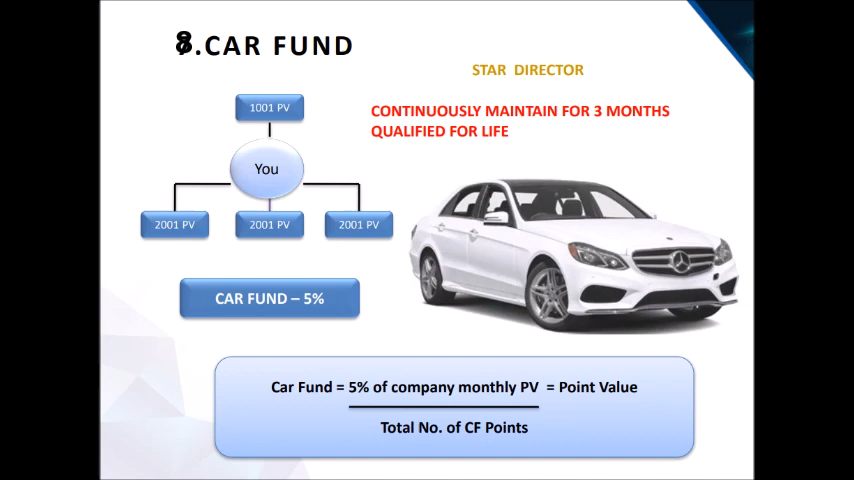 8.CAR FUND
STAR DIRECTOR
1001 PV
CONTINUOUSLY MAINTAIN FOR 3 MONTHS
QUALIFIED FOR LIFE
You
2001 PV 2001 PV 2001 PV
CAR FUND – 5%
Car Fund = 5% of company monthly PV = Point Value
Total No. of CF Points